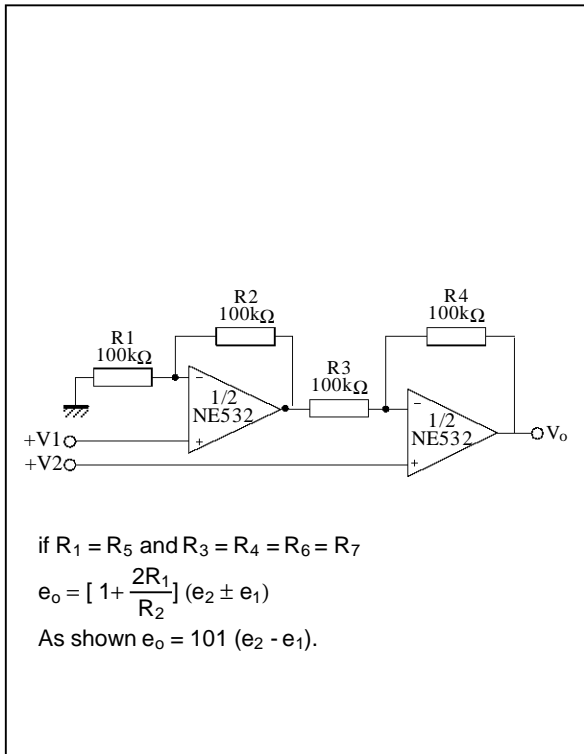 R2
100kΩ
R4
100kΩ
R1
100kΩ
R3
100kΩ
1/2
NE532
1/2
NE532
+V1
+V2
Vo
if R1 = R5 and R3 = R4 = R6 = R7
eo = [ 1+ 2R1/R2 ] (e2 ± e1)
As shown eo = 101 (e2 - e1).